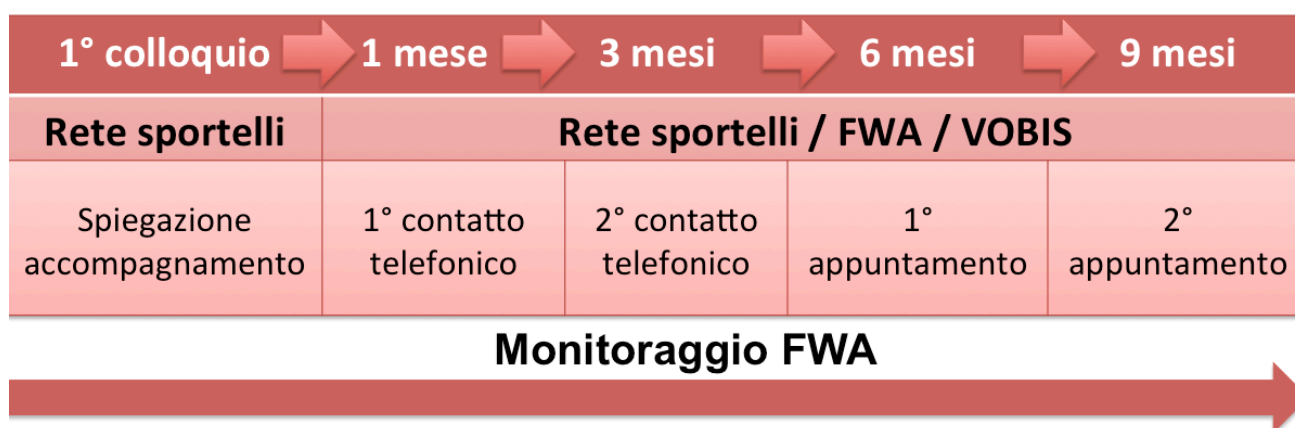 1° colloquio 1 mese 3 mesi 6 mesi 9 mesi
Rete sportelli Rete sportelli / FWA / VOBIS
Spiegazione accompagnamento
1° contatto telefonico
2° contatto telefonico
1° appuntamento
2° appuntamento
Monitoraggio FWA